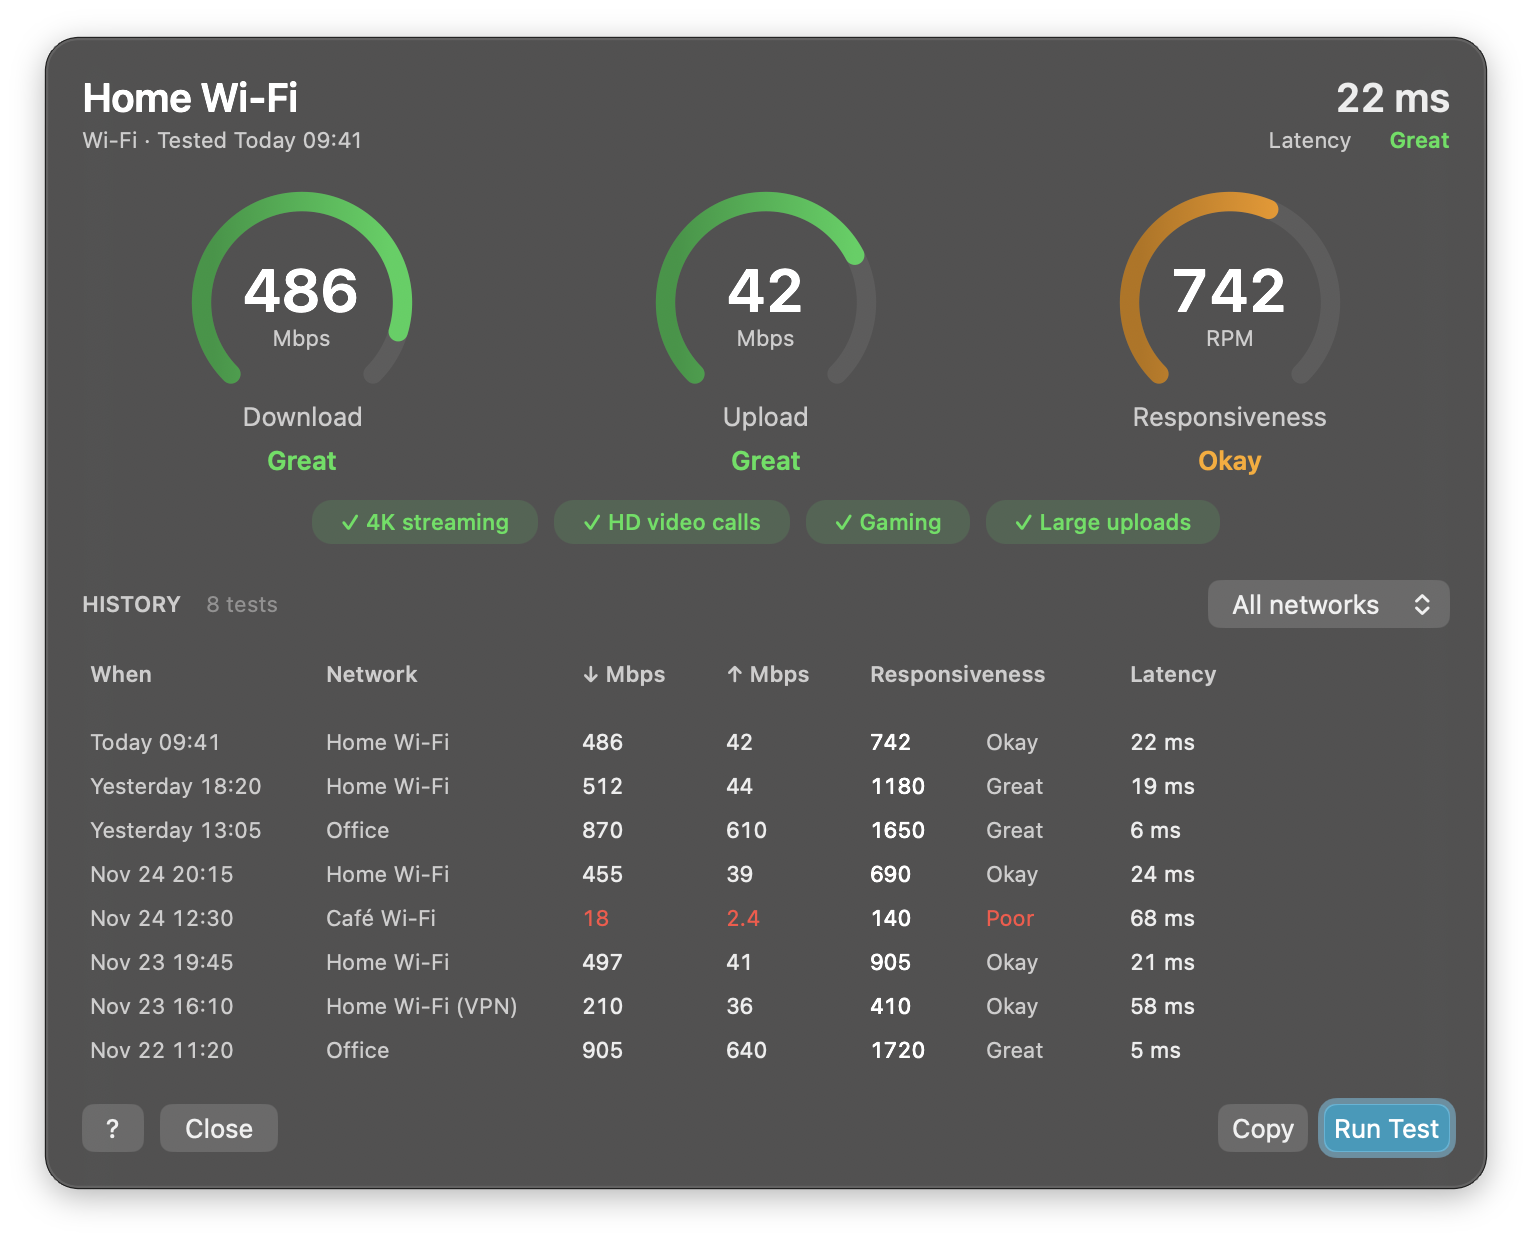 Home Wi-Fi
22 ms
Wi-Fi · Tested Today 09:41
Latency Great
486
Mbps
Download
Great
42
Mbps
Upload
Great
742
RPM
Responsiveness
Okay
✓ 4K streaming
✓ HD video calls
✓ Gaming
✓ Large uploads
HISTORY 8 tests
All networks
When Network ↓ Mbps ↑ Mbps Responsiveness Latency
Today 09:41 Home Wi-Fi 486 42 742 Okay 22 ms
Yesterday 18:20 Home Wi-Fi 512 44 1180 Great 19 ms
Yesterday 13:05 Office 870 610 1650 Great 6 ms
Nov 24 20:15 Home Wi-Fi 455 39 690 Okay 24 ms
Nov 24 12:30 Café Wi-Fi 18 2.4 140 Poor 68 ms
Nov 23 19:45 Home Wi-Fi 497 41 905 Okay 21 ms
Nov 23 16:10 Home Wi-Fi (VPN) 210 36 410 Okay 58 ms
Nov 22 11:20 Office 905 640 1720 Great 5 ms
? Close Copy Run Test